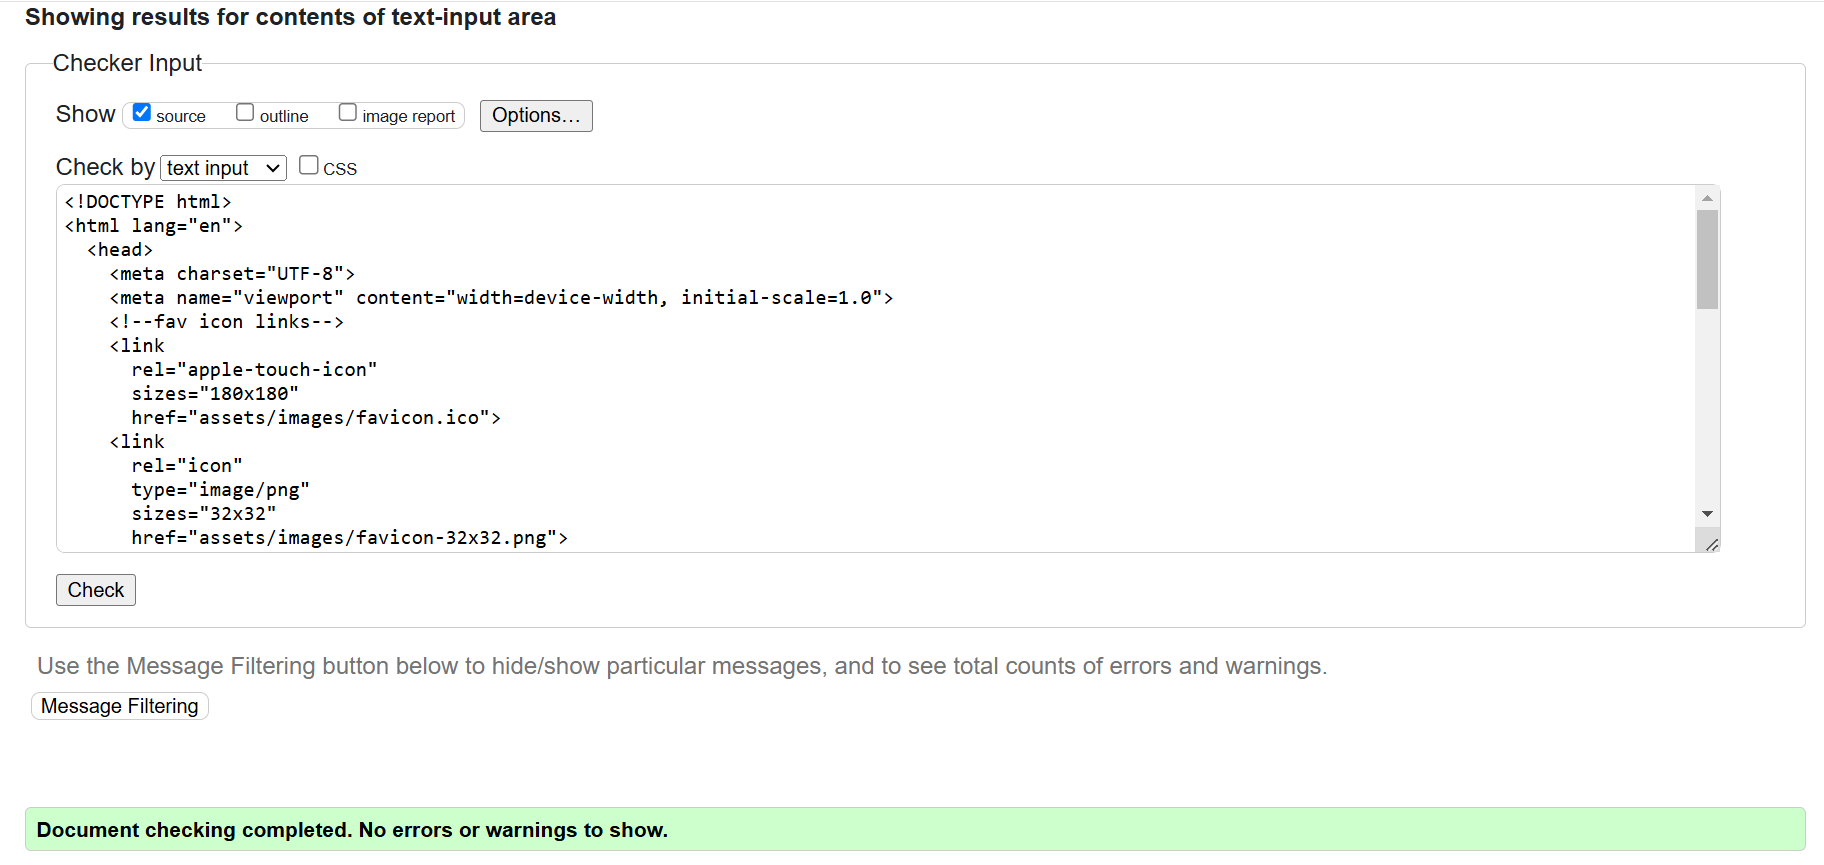 Showing results for contents of text-input area
Checker Input
Show source outline image report Options...
Check by text input CSS
<!DOCTYPE html>
<html lang="en">
  <head>
    <meta charset="UTF-8">
    <meta name="viewport" content="width=device-width, initial-scale=1.0">
    <!--fav icon links-->
    <link
      rel="apple-touch-icon"
      sizes="180x180"
      href="assets/images/favicon.ico">
    <link
      rel="icon"
      type="image/png"
      sizes="32x32"
      href="assets/images/favicon-32x32.png">
Check
Use the Message Filtering button below to hide/show particular messages, and to see total counts of errors and warnings.
Message Filtering
Document checking completed. No errors or warnings to show.